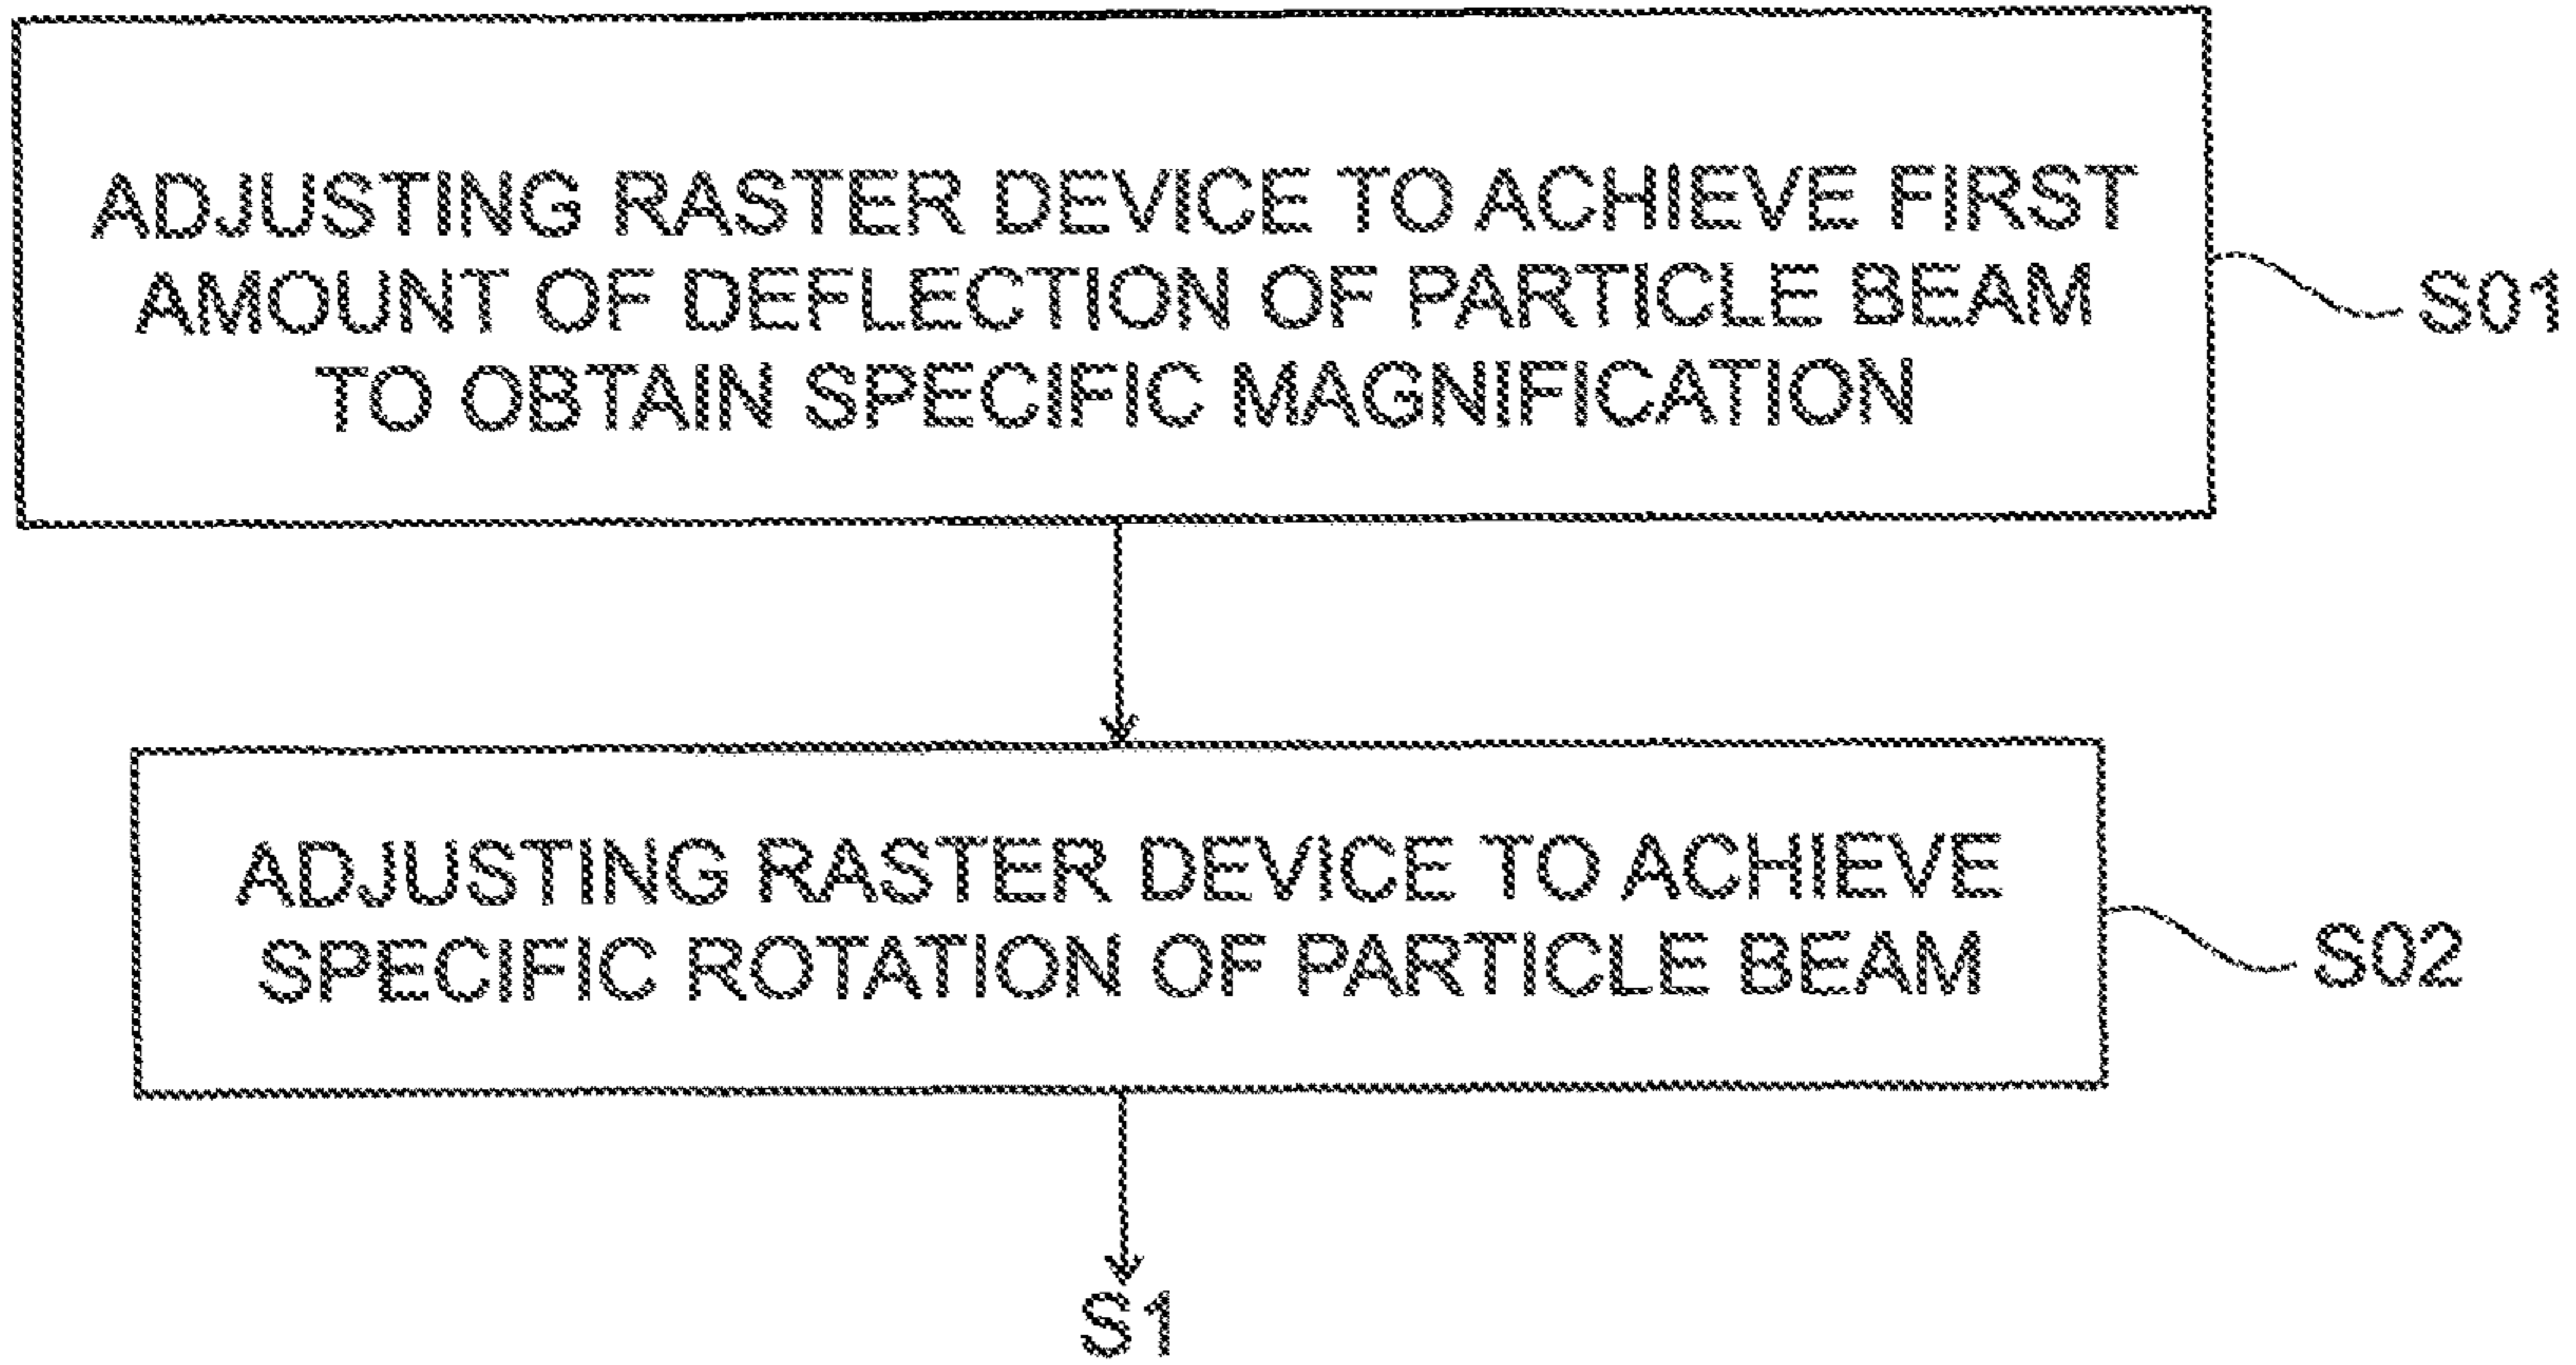 ADJUSTING RASTER DEVICE TO ACHIEVE FIRST
AMOUNT OF DEFLECTION OF PARTICLE BEAM
TO OBTAIN SPECIFIC MAGNIFICATION
S01
ADJUSTING RASTER DEVICE TO ACHIEVE
SPECIFIC ROTATION OF PARTICLE BEAM
S02
S1